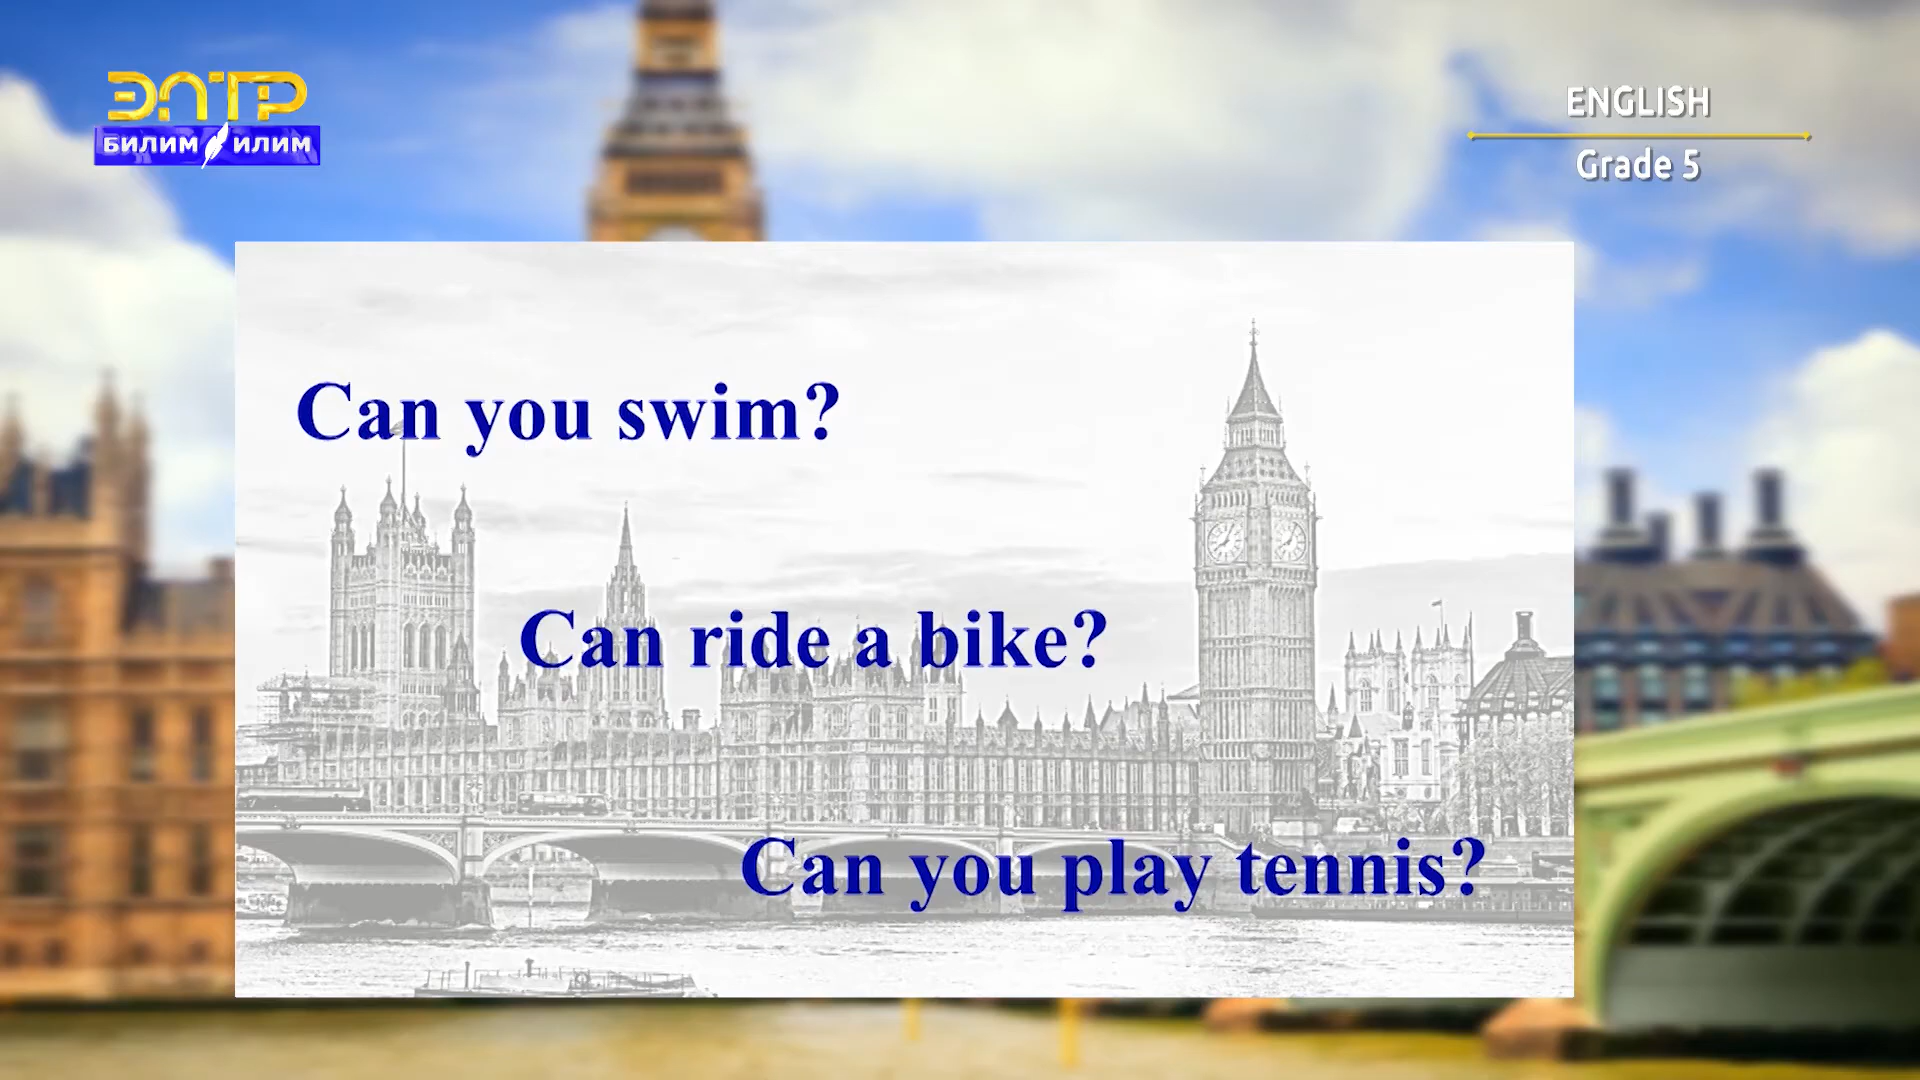 ЭЛТР
БИЛИМ ИЛИМ
ENGLISH
Grade 5
Can you swim?
Can ride a bike?
Can you play tennis?